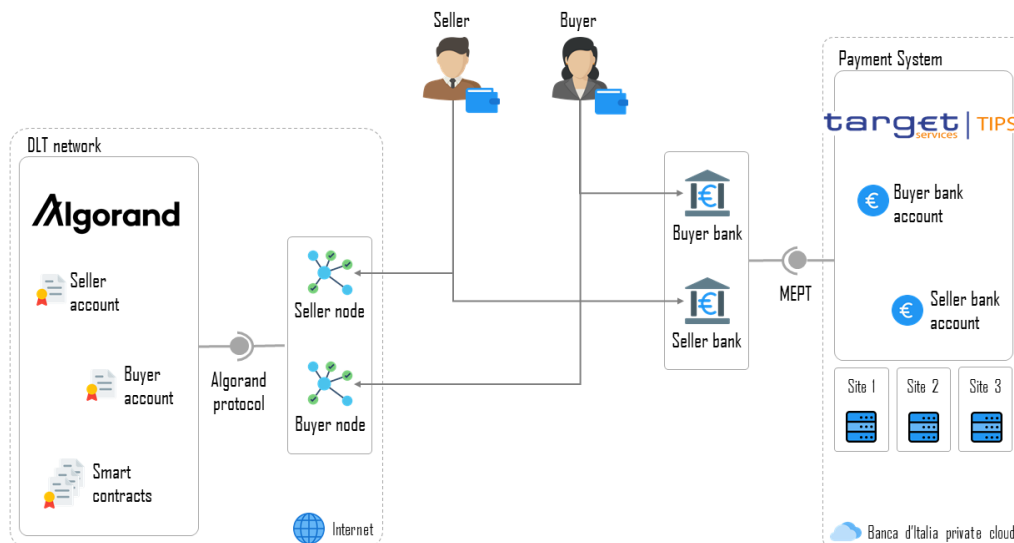 Seller
Buyer
DLT network
Algorand
Seller
account
Buyer
account
Smart
contracts
Algorand
protocol
Seller node
Buyer node
Internet
Buyer bank
Seller bank
MEPT
Payment System
target
services
TIPS
Buyer bank
account
Seller bank
account
Site 1
Site 2
Site 3
Banca d'Italia private cloud